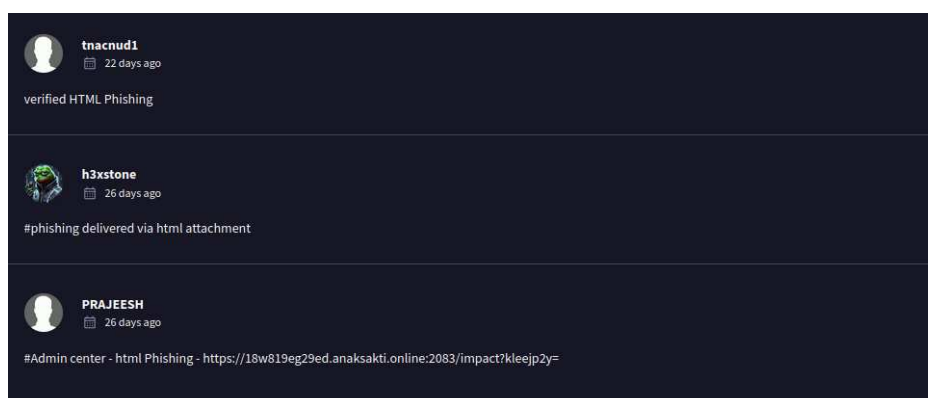 tnacnud1
22 days ago
verified HTML Phishing
h3xstone
26 days ago
#phishing delivered via html attachment
PRAJEESH
26 days ago
#Admin center - html Phishing - https://18w819eg29ed.anaksakti.online:2083/impact?kleejp2y=